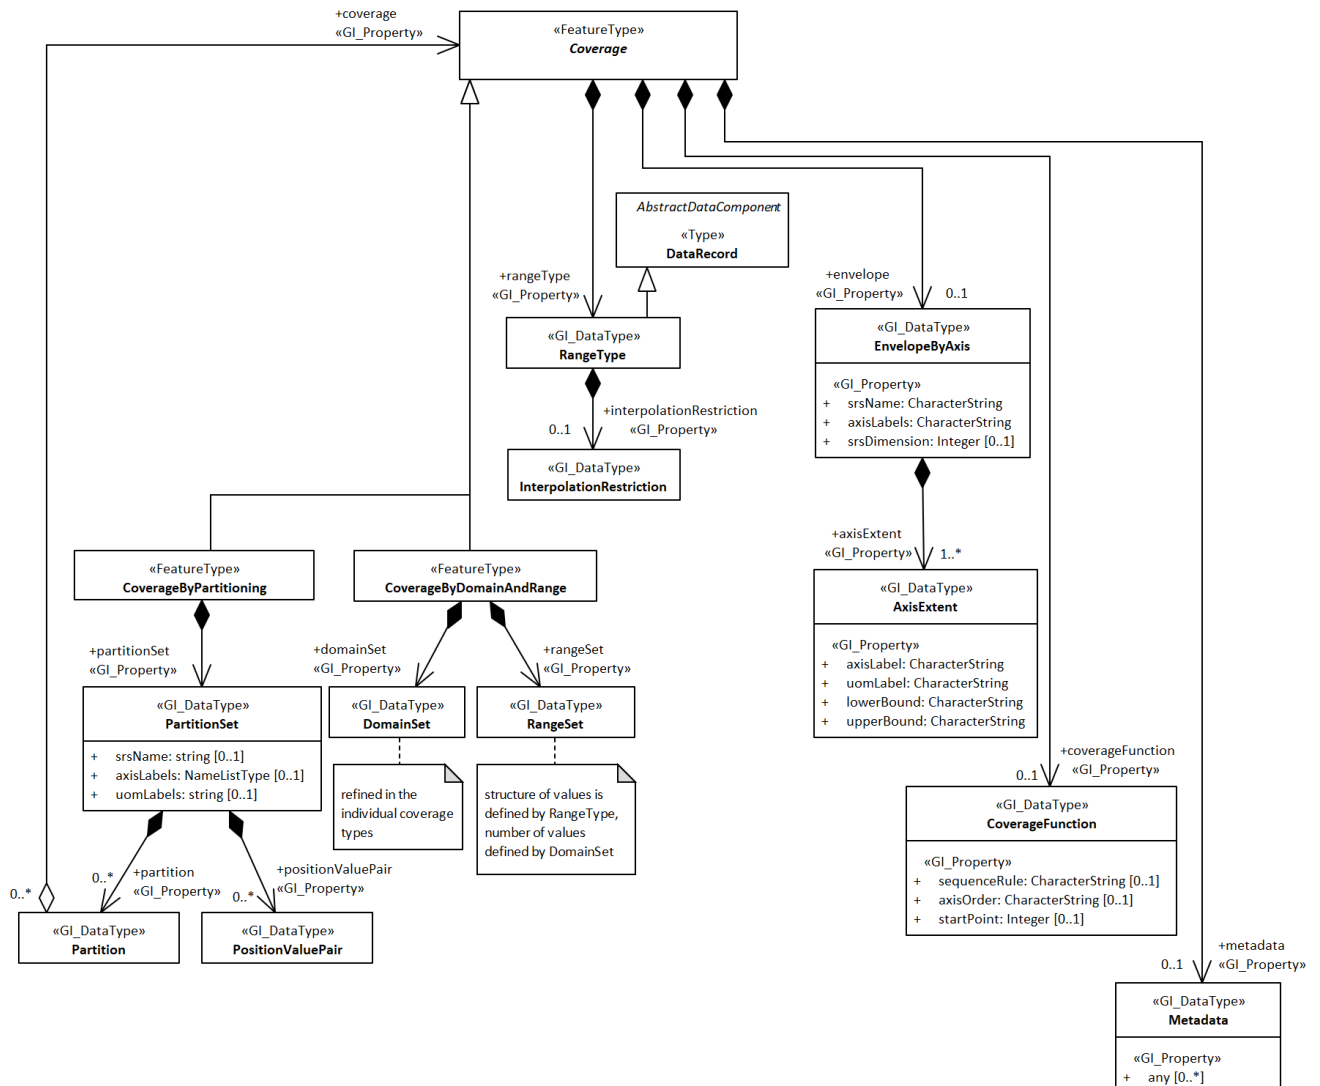 +coverage
«GI_Property»
«FeatureType»
Coverage
AbstractDataComponent
«Type»
DataRecord
+rangeType
«GI_Property»
+envelope
«GI_Property»
0..1
«GI_DataType»
RangeType
«GI_DataType»
EnvelopeByAxis
«GI_Property»
+ srsName: CharacterString
+ axisLabels: CharacterString
+ srsDimension: Integer [0..1]
+interpolationRestriction
0..1
«GI_Property»
«GI_DataType»
InterpolationRestriction
+axisExtent
«GI_Property»
1..*
«FeatureType»
CoverageByPartitioning
«FeatureType»
CoverageByDomainAndRange
«GI_DataType»
AxisExtent
«GI_Property»
+ axisLabel: CharacterString
+ uomLabel: CharacterString
+ lowerBound: CharacterString
+ upperBound: CharacterString
+partitionSet
«GI_Property»
+domainSet
«GI_Property»
+rangeSet
«GI_Property»
«GI_DataType»
PartitionSet
+ srsName: string [0..1]
+ axisLabels: NameListType [0..1]
+ uomLabels: string [0..1]
«GI_DataType»
DomainSet
«GI_DataType»
RangeSet
refined in the
individual coverage
types
structure of values is
defined by RangeType,
number of values
defined by DomainSet
+coverageFunction
0..1
«GI_Property»
«GI_DataType»
CoverageFunction
«GI_Property»
+ sequenceRule: CharacterString [0..1]
+ axisOrder: CharacterString [0..1]
+ startPoint: Integer [0..1]
0..*
0..*
+partition
«GI_Property»
+positionValuePair
«GI_Property»
0..*
«GI_DataType»
Partition
«GI_DataType»
PositionValuePair
+metadata
0..1
«GI_Property»
«GI_DataType»
Metadata
«GI_Property»
+ any [0..*]